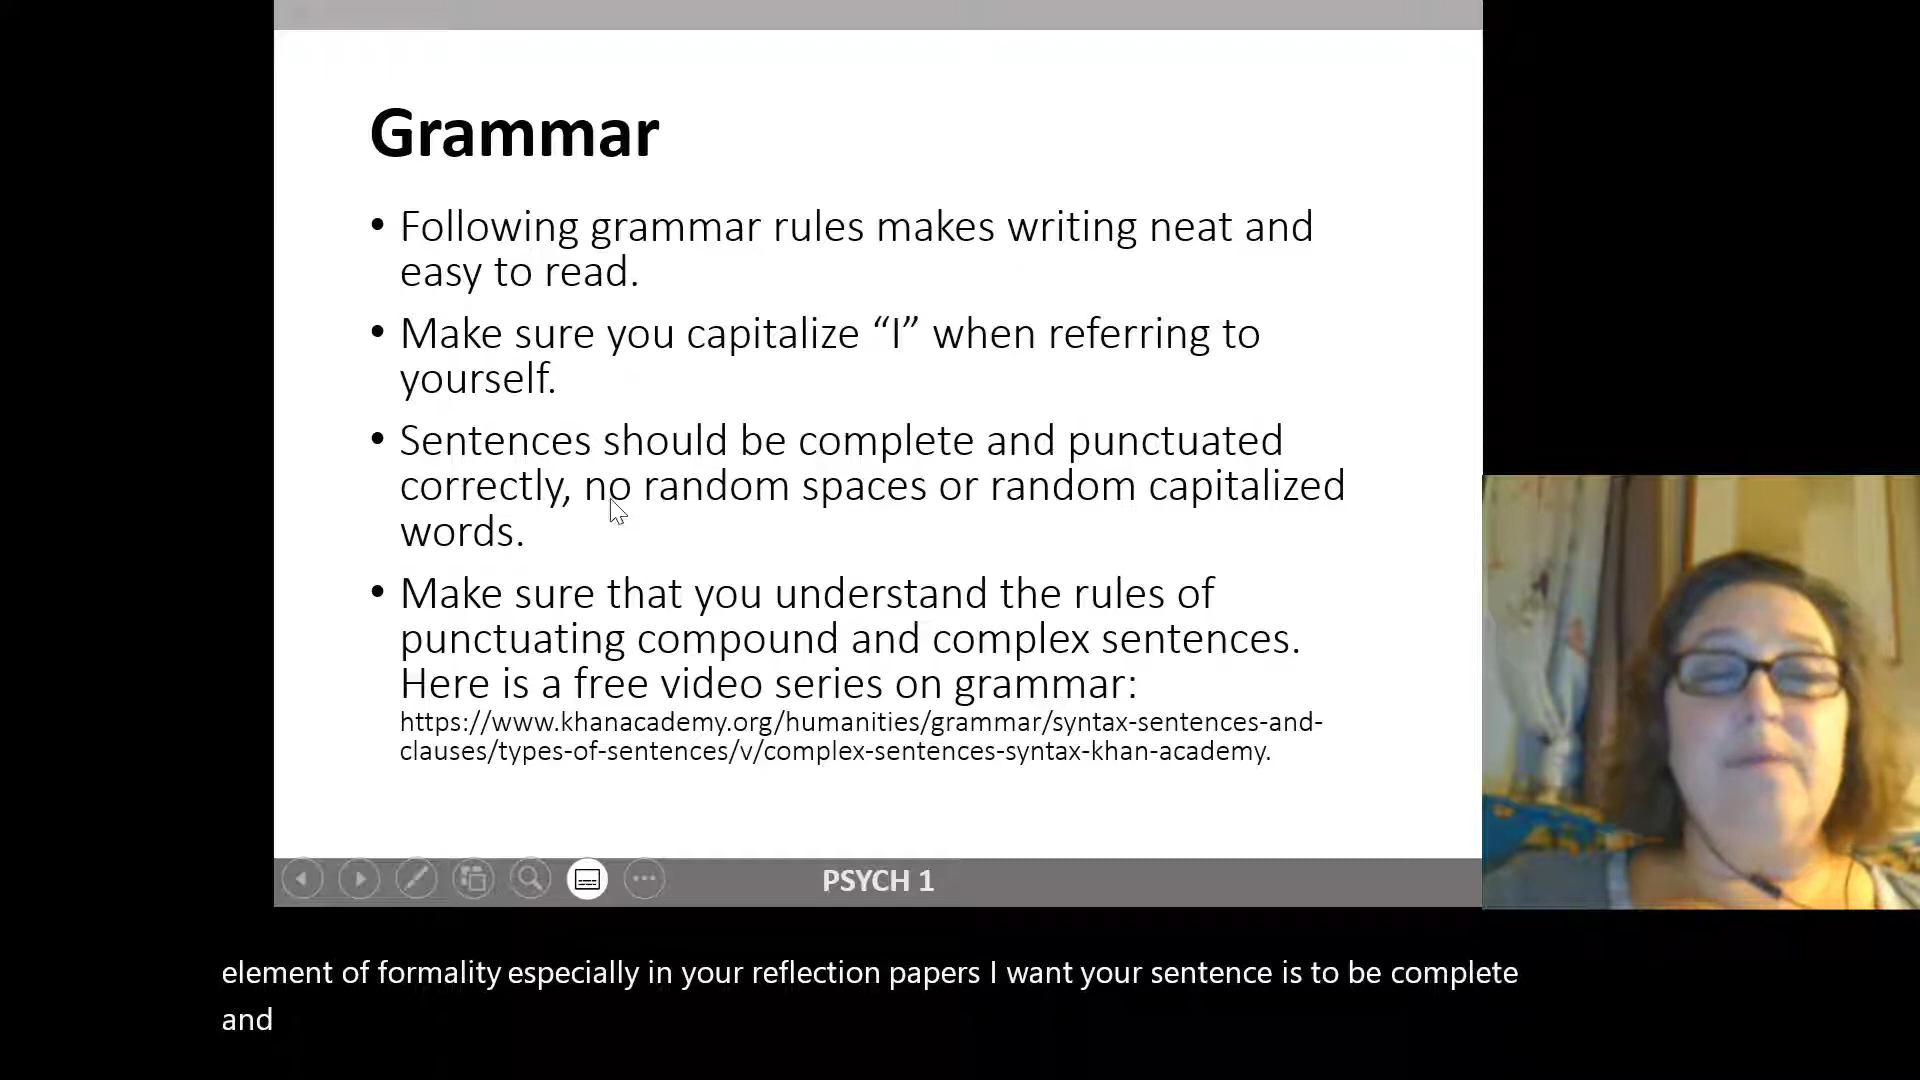 Grammar
• Following grammar rules makes writing neat and
easy to read.
• Make sure you capitalize “I” when referring to
yourself.
• Sentences should be complete and punctuated
correctly, no random spaces or random capitalized
words.
• Make sure that you understand the rules of
punctuating compound and complex sentences.
Here is a free video series on grammar:
https://www.khanacademy.org/humanities/grammar/syntax-sentences-and-
clauses/types-of-sentences/v/complex-sentences-syntax-khan-academy.
PSYCH 1
element of formality especially in your reflection papers I want your sentence is to be complete
and